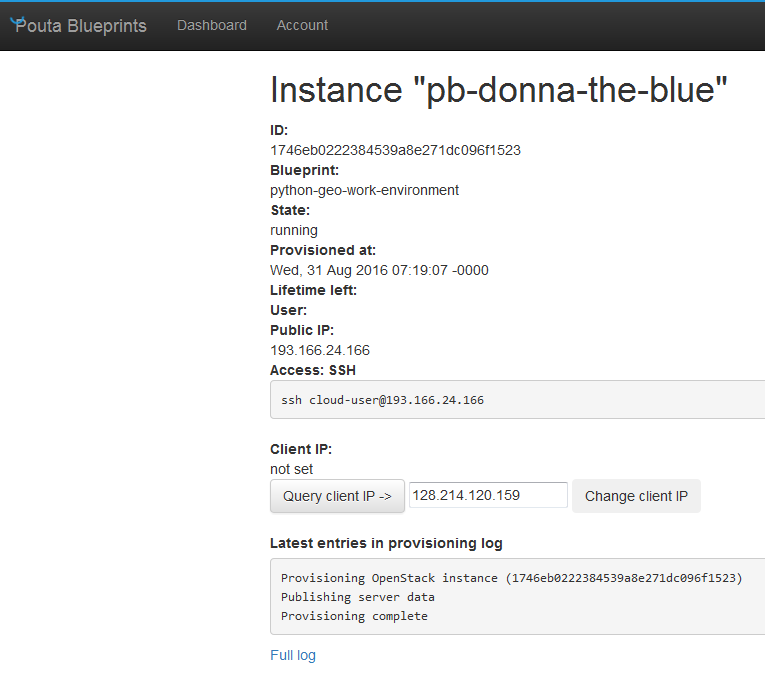 Pouta Blueprints Dashboard Account
Instance "pb-donna-the-blue"
ID:
1746eb0222384539a8e271dc096f1523
Blueprint:
python-geo-work-environment
State:
running
Provisioned at:
Wed, 31 Aug 2016 07:19:07 -0000
Lifetime left:
User:
Public IP:
193.166.24.166
Access: SSH
ssh cloud-user@193.166.24.166
Client IP:
not set
Query client IP -> 128.214.120.159 Change client IP
Latest entries in provisioning log
Provisioning OpenStack instance (1746eb0222384539a8e271dc096f1523)
Publishing server data
Provisioning complete
Full log